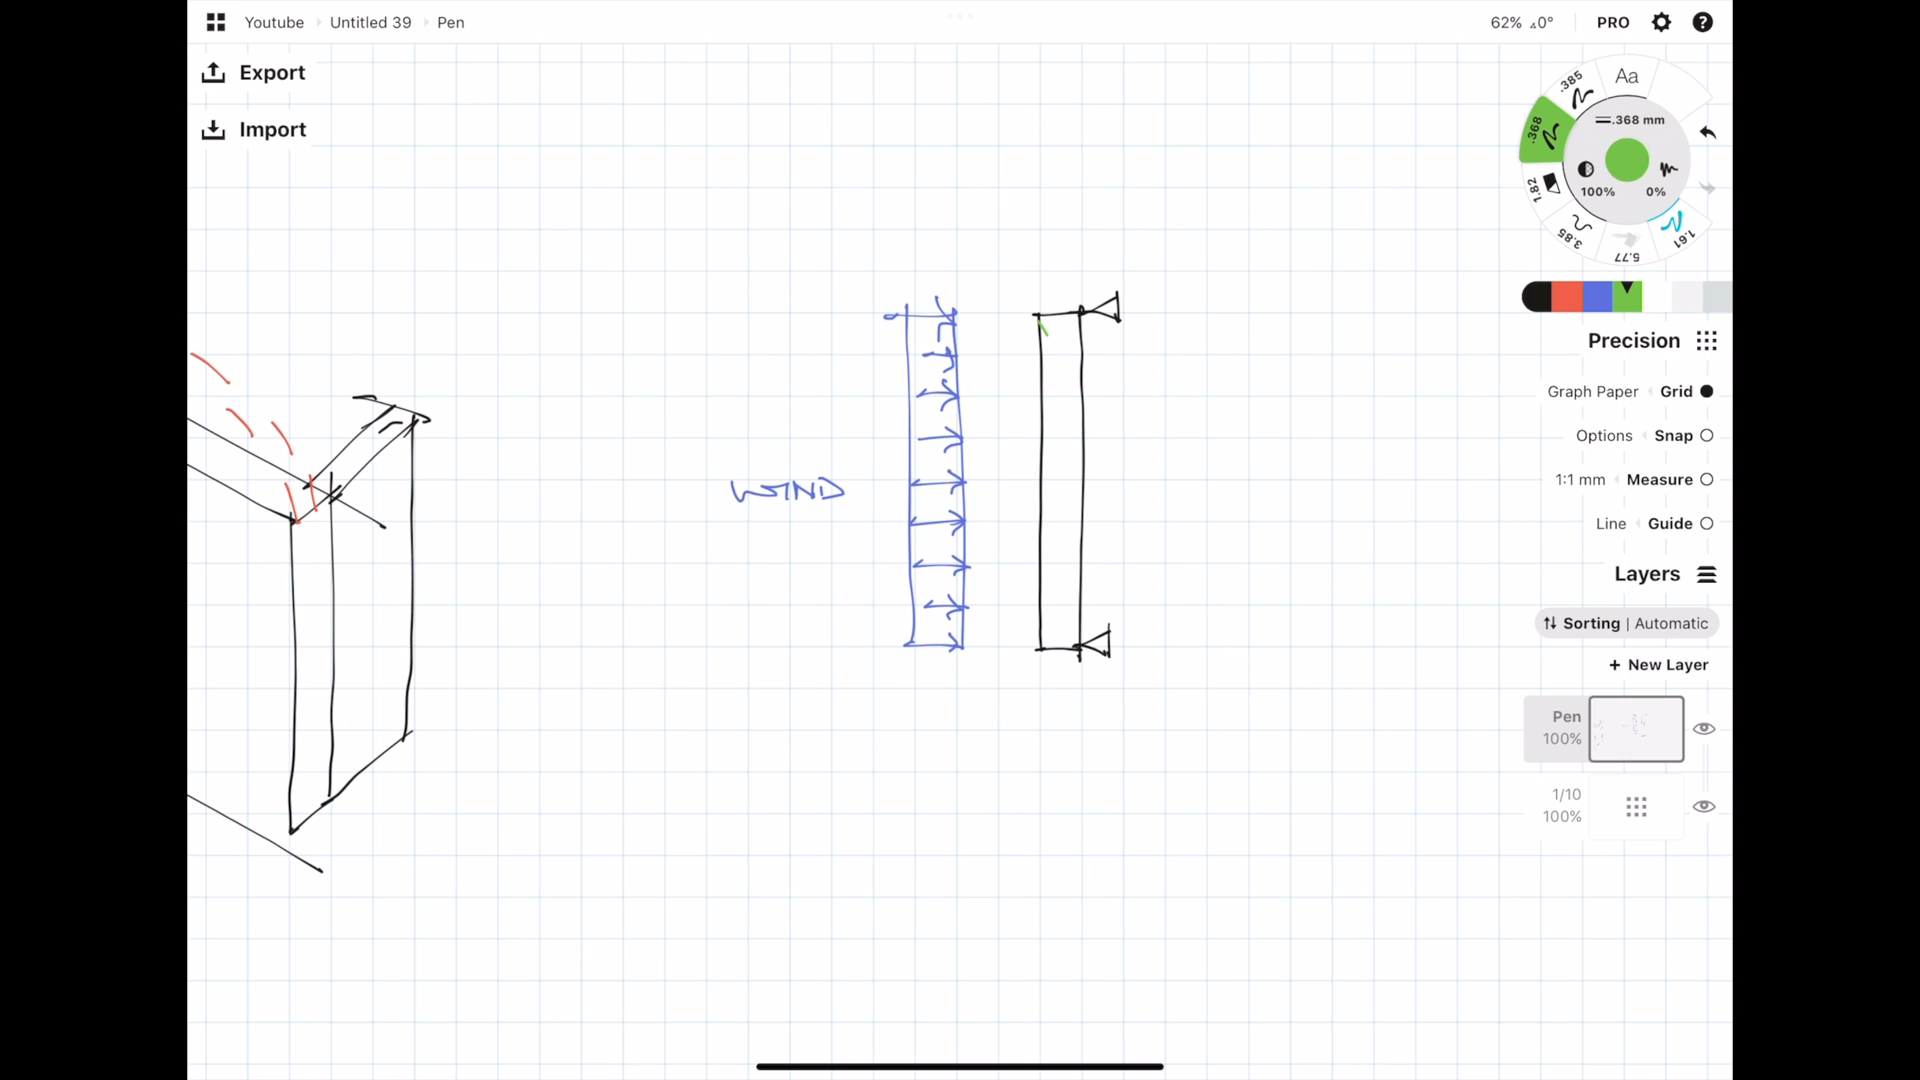 Youtube Untitled 39 Pen
62% ⊿0° PRO ?
Export
Import
Aa
.385
.368
.368 mm
100% 0%
1.82
3.85
5.77
1.61
WIND
Precision
Graph Paper Grid
Options Snap
1:1 mm Measure
Line Guide
Layers
Sorting | Automatic
+ New Layer
Pen
100%
1/10
100%